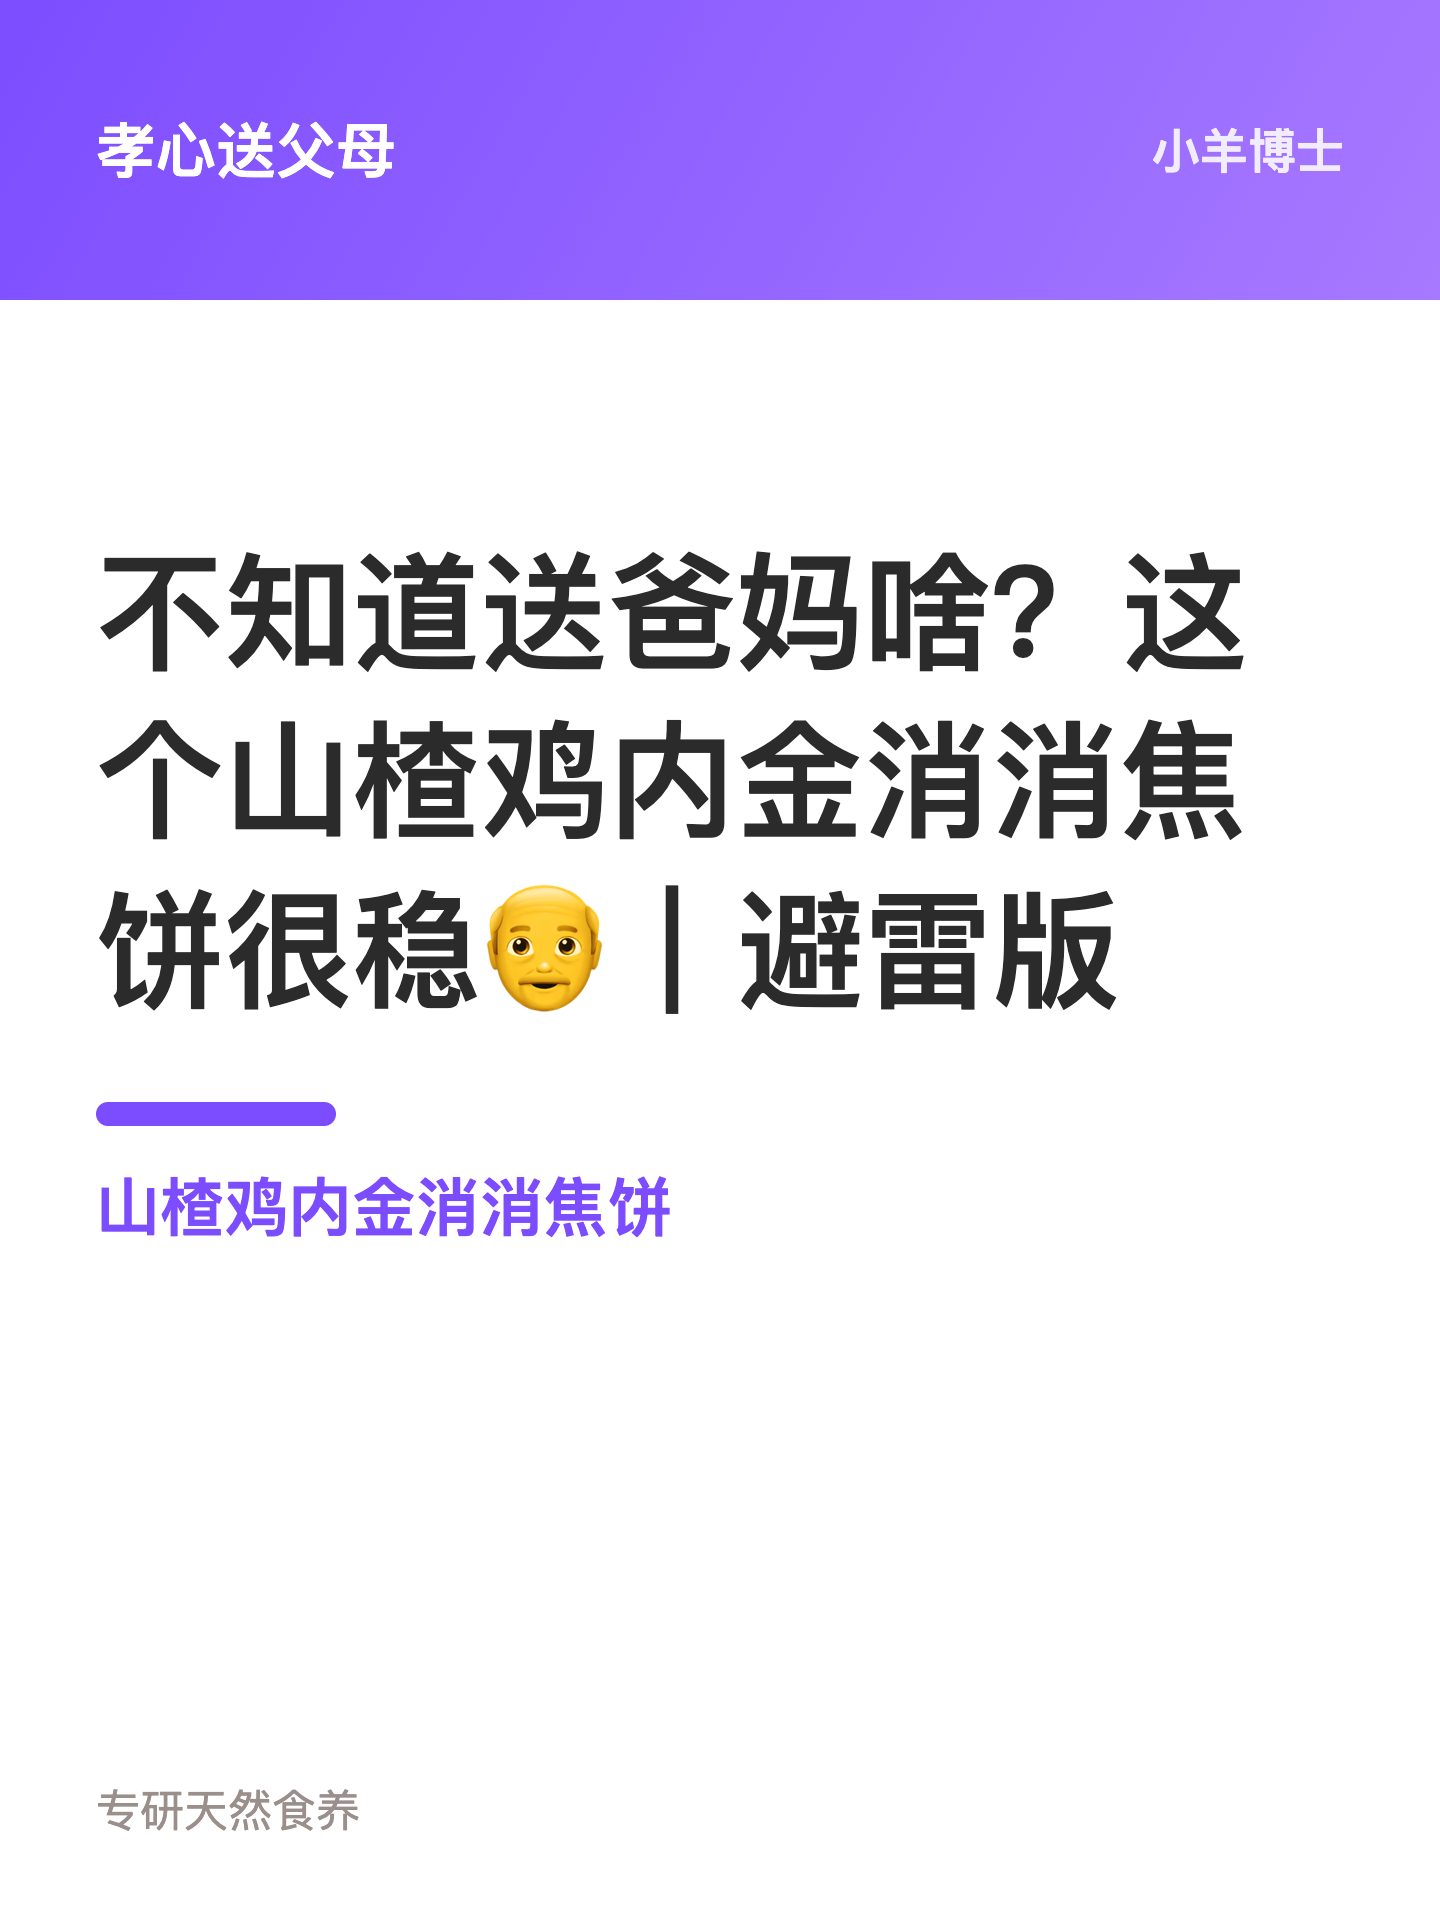 孝心送父母
小羊博士
不知道送爸妈啥？这
个山楂鸡内金消消焦
饼很稳👴｜避雷版
山楂鸡内金消消焦饼
专研天然食养